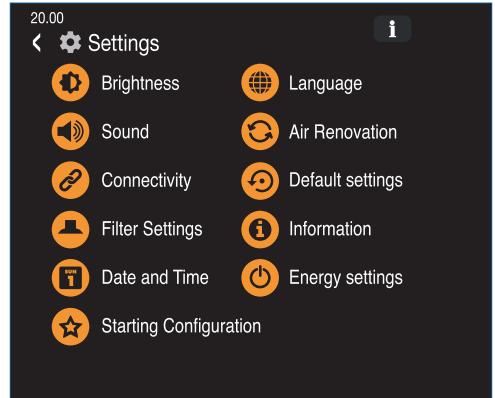 20.00
i
Settings
Brightness
Language
Sound
Air Renovation
Connectivity
Default settings
Filter Settings
Information
SUN
1
Date and Time
Energy settings
Starting Configuration